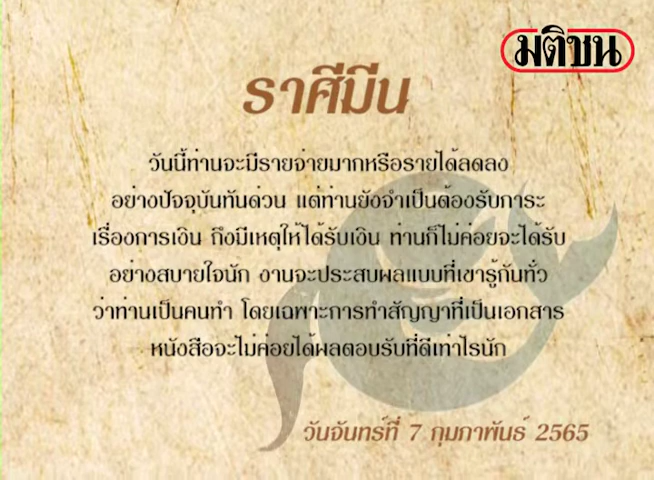 มติชน
ราศีมีน
วันนี้ท่านจะมีรายจ่ายมากหรือรายได้ลดลง
อย่างปัจจุบันทันด่วน แต่ท่านยังจำเป็นต้องรับภาระ
เรื่องการเงิน ถึงมีเหตุให้ได้รับเงิน ท่านก็ไม่ค่อยจะได้รับ
อย่างสบายใจนัก งานจะประสบผลแบบที่เขารู้กันทั่ว
ว่าท่านเป็นคนทำ โดยเฉพาะการทำสัญญาที่เป็นเอกสาร
หนังสือจะไม่ค่อยได้ผลตอบรับที่ดีเท่าไรนัก
วันจันทร์ที่ 7 กุมภาพันธ์ 2565